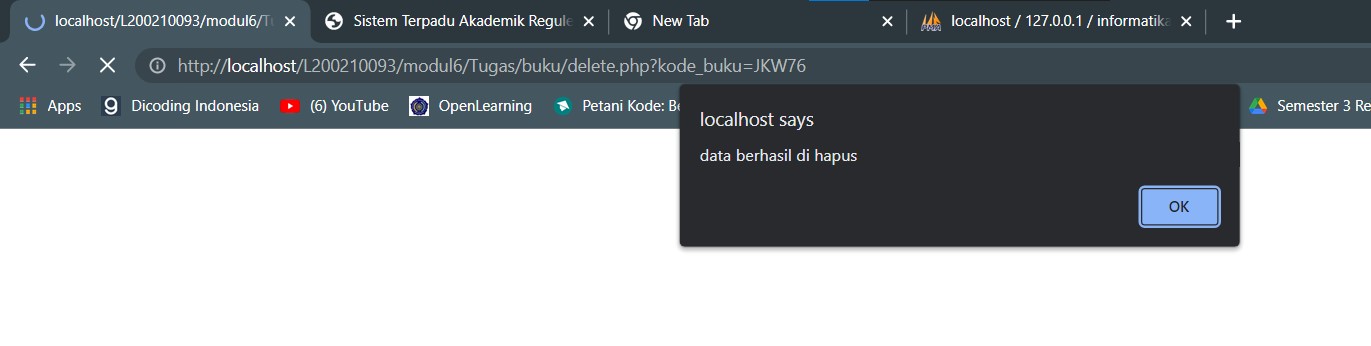 localhost/L200210093/modul6/Tu
Sistem Terpadu Akademik Regule
New Tab
localhost / 127.0.0.1 / informatika
http://localhost/L200210093/modul6/Tugas/buku/delete.php?kode_buku=JKW76
Apps
Dicoding Indonesia
(6) YouTube
OpenLearning
Petani Kode: Be
Semester 3 Re
localhost says
data berhasil di hapus
OK